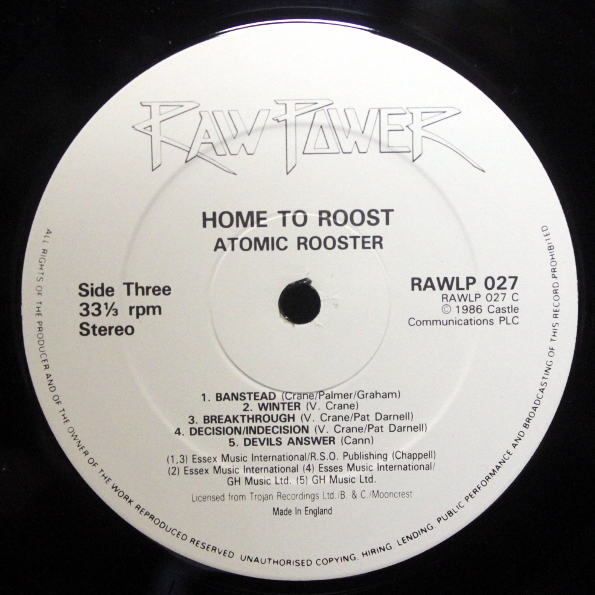 RAW POWER
HOME TO ROOST
ATOMIC ROOSTER
Side Three
33⅓ rpm
Stereo
RAWLP 027
RAWLP 027 C
© 1986 Castle
Communications PLC
1. BANSTEAD (Crane/Palmer/Graham)
2. WINTER (V. Crane)
3. BREAKTHROUGH (V. Crane/Pat Darnell)
4. DECISION/INDECISION (V. Crane/Pat Darnell)
5. DEVILS ANSWER (Cann)
(1,3) Essex Music International/R.S.O. Publishing (Chappell)
(2) Essex Music International (4) Esses International/
GH Music Ltd. (5) GH Music Ltd.
Licensed from Trojan Recordings Ltd./B. & C./Mooncrest
Made In England
ALL RIGHTS OF THE PRODUCER AND OF THE OWNER OF THE WORK REPRODUCED RESERVED UNAUTHORISED COPYING, HIRING, LENDING, PUBLIC PERFORMANCE AND BROADCASTING OF THIS RECORD PROHIBITED